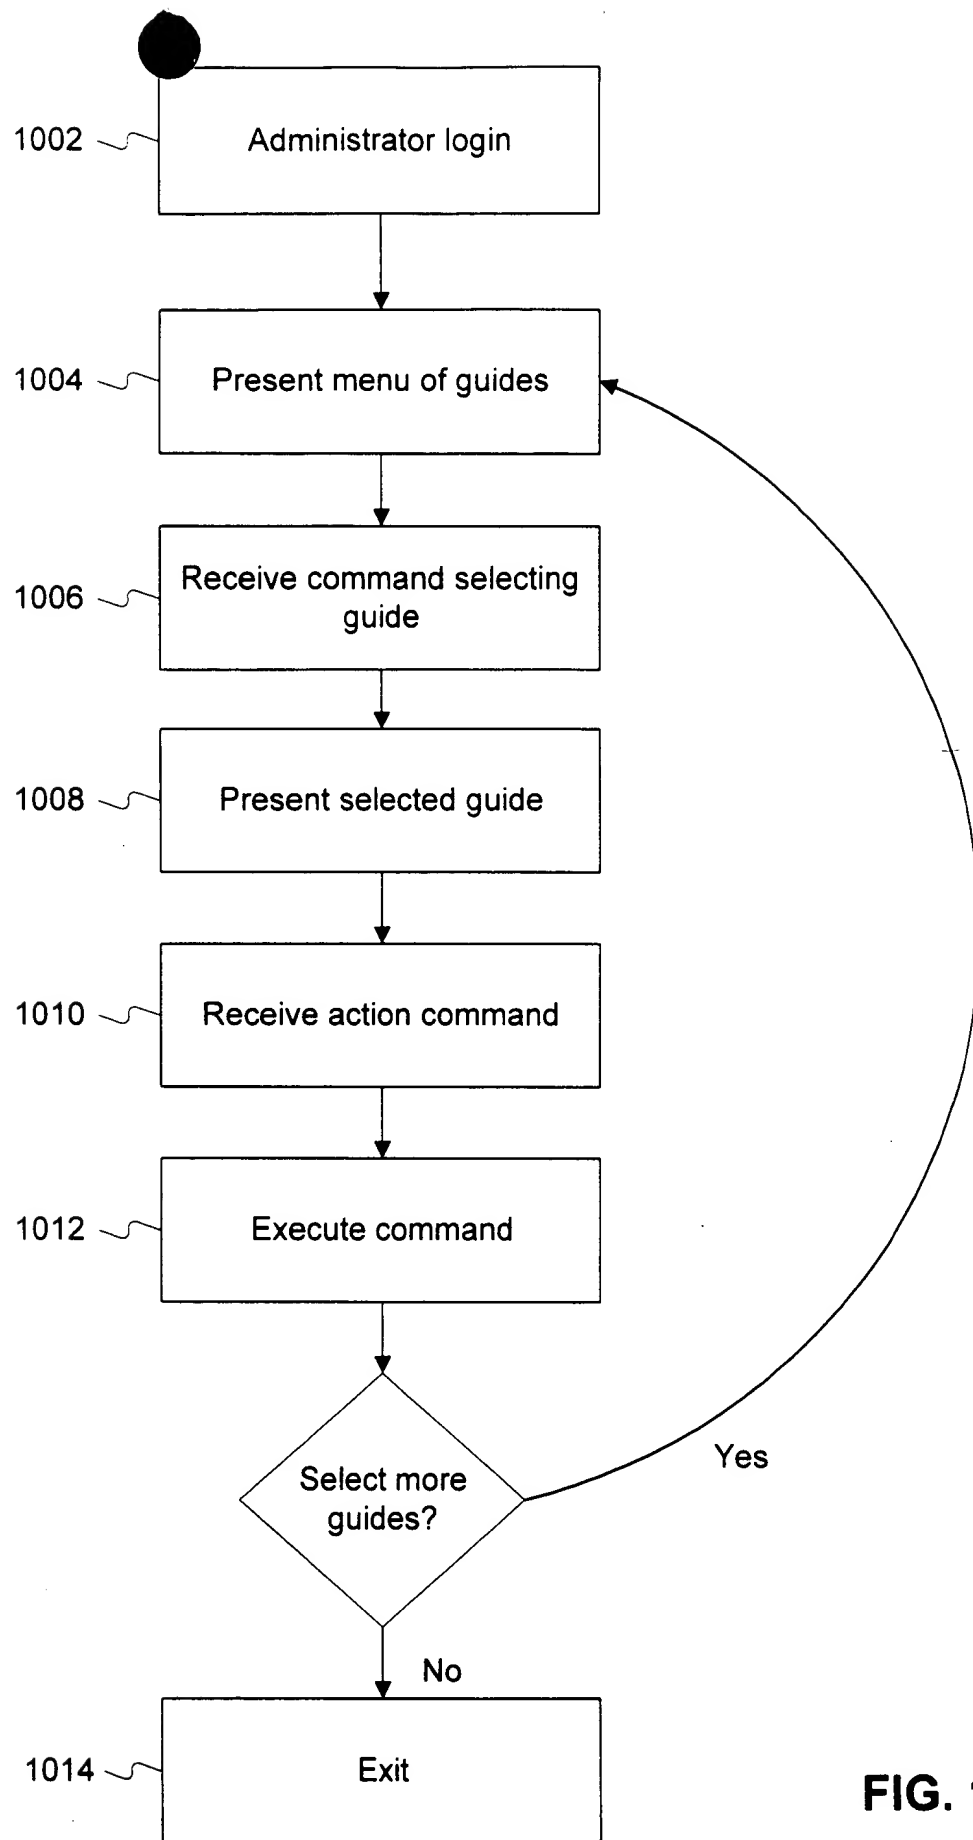 1002
Administrator login
1004
Present menu of guides
1006
Receive command selecting
guide
1008
Present selected guide
1010
Receive action command
1012
Execute command
Select more
guides?
Yes
No
1014
Exit
FIG.